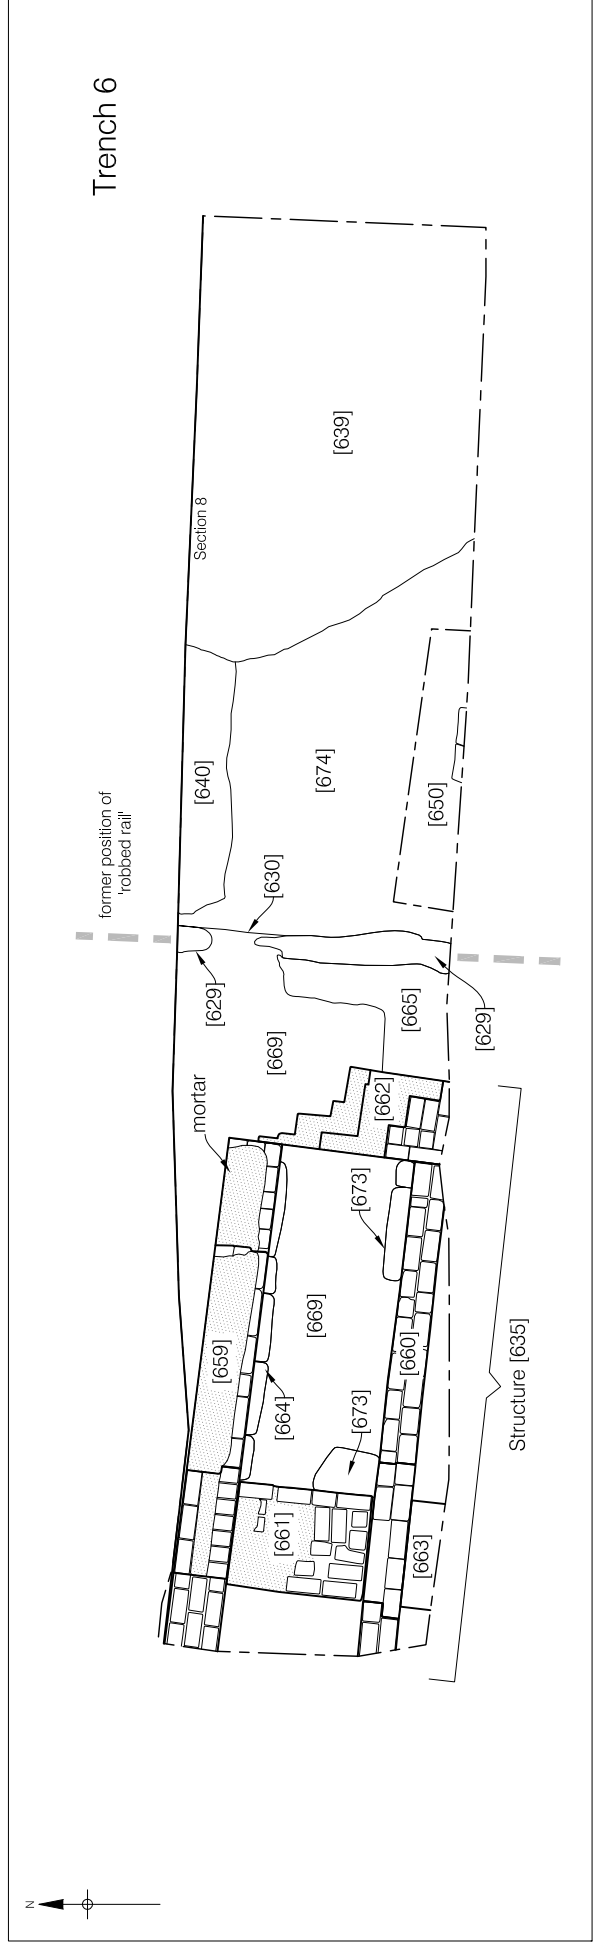 Trench 6
[639]
Section 8
former position of
'robbed rail'
[640]
[674]
[650]
[630]
[629]
[669]
[665]
[629]
mortar
[662]
[673]
[669]
[659]
[660]
[664]
[673]
[661]
[663]
Structure [635]
N